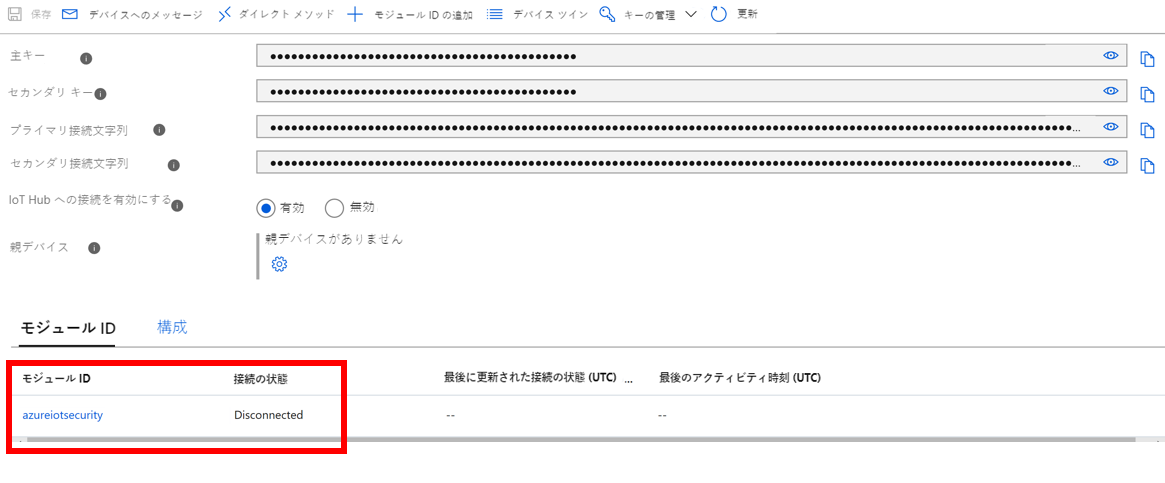 保存 デバイスへのメッセージ ダイレクト メソッド モジュール ID の追加 デバイス ツイン キーの管理 更新
主キー ●●●●●●●●●●●●●●●●●●●●●●●●●●●●●●●●●●●●●●●●●●●●
セカンダリ キー ●●●●●●●●●●●●●●●●●●●●●●●●●●●●●●●●●●●●●●●●●●●●
プライマリ接続文字列 ●●●●●●●●●●●●●●●●●●●●●●●●●●●●●●●●●●●●●●●●●●●●●●●●●●●●●●●●●●●●●●●●●●●●●●●●●●●●●●●●●●●●●●●●●●●●●●●●●●●●●●●●●●●●●●●●●●●...
セカンダリ接続文字列 ●●●●●●●●●●●●●●●●●●●●●●●●●●●●●●●●●●●●●●●●●●●●●●●●●●●●●●●●●●●●●●●●●●●●●●●●●●●●●●●●●●●●●●●●●●●●●●●●●●●●●●●●●●●●●●●●●●●...
IoT Hub への接続を有効にする 有効 無効
親デバイス 親デバイスがありません
モジュール ID 構成
モジュール ID 接続の状態 最後に更新された接続の状態 (UTC) ... 最後のアクティビティ時刻 (UTC)
azureiotsecurity Disconnected -- --